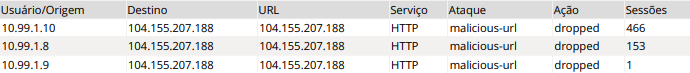 Usuário/Origem Destino URL Serviço Ataque Ação Sessões
10.99.1.10 104.155.207.188 104.155.207.188 HTTP malicious-url dropped 466
10.99.1.8 104.155.207.188 104.155.207.188 HTTP malicious-url dropped 153
10.99.1.9 104.155.207.188 104.155.207.188 HTTP malicious-url dropped 1